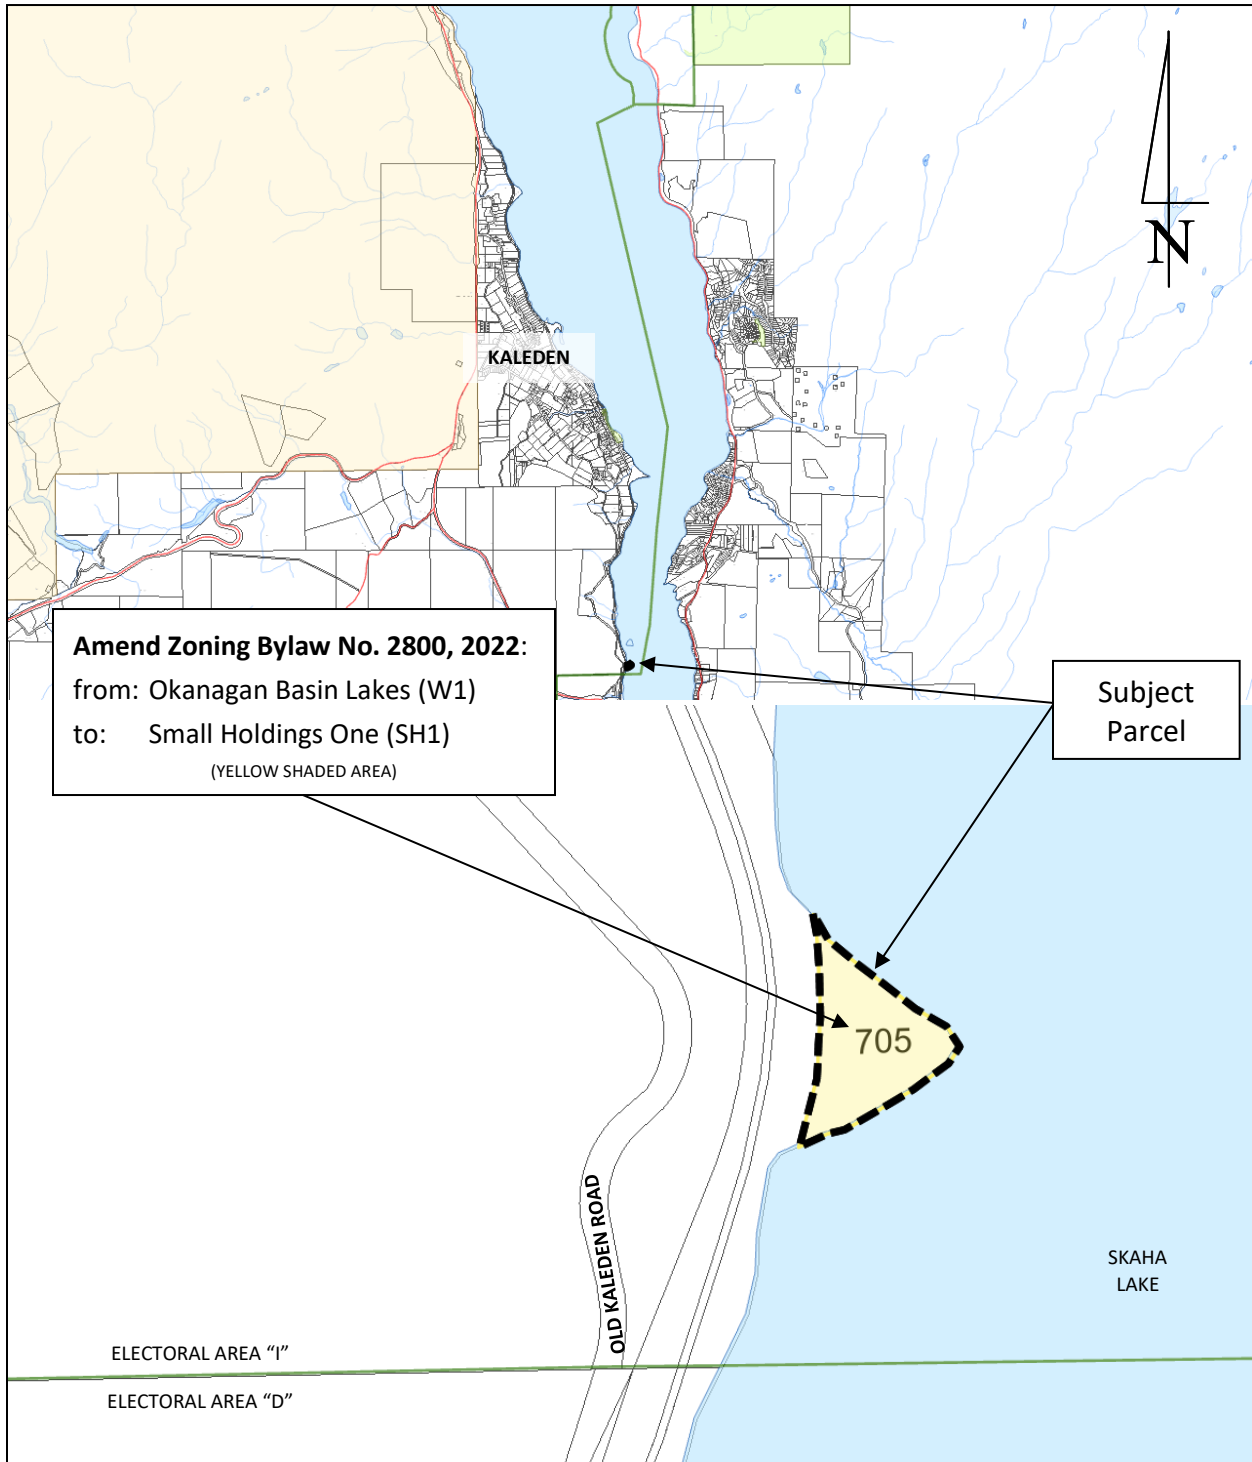 N
KALEDEN
Amend Zoning Bylaw No. 2800, 2022:
from: Okanagan Basin Lakes (W1)
to: Small Holdings One (SH1)
(YELLOW SHADED AREA)
Subject
Parcel
705
OLD KALEDEN ROAD
SKAHA
LAKE
ELECTORAL AREA “I”
ELECTORAL AREA “D”